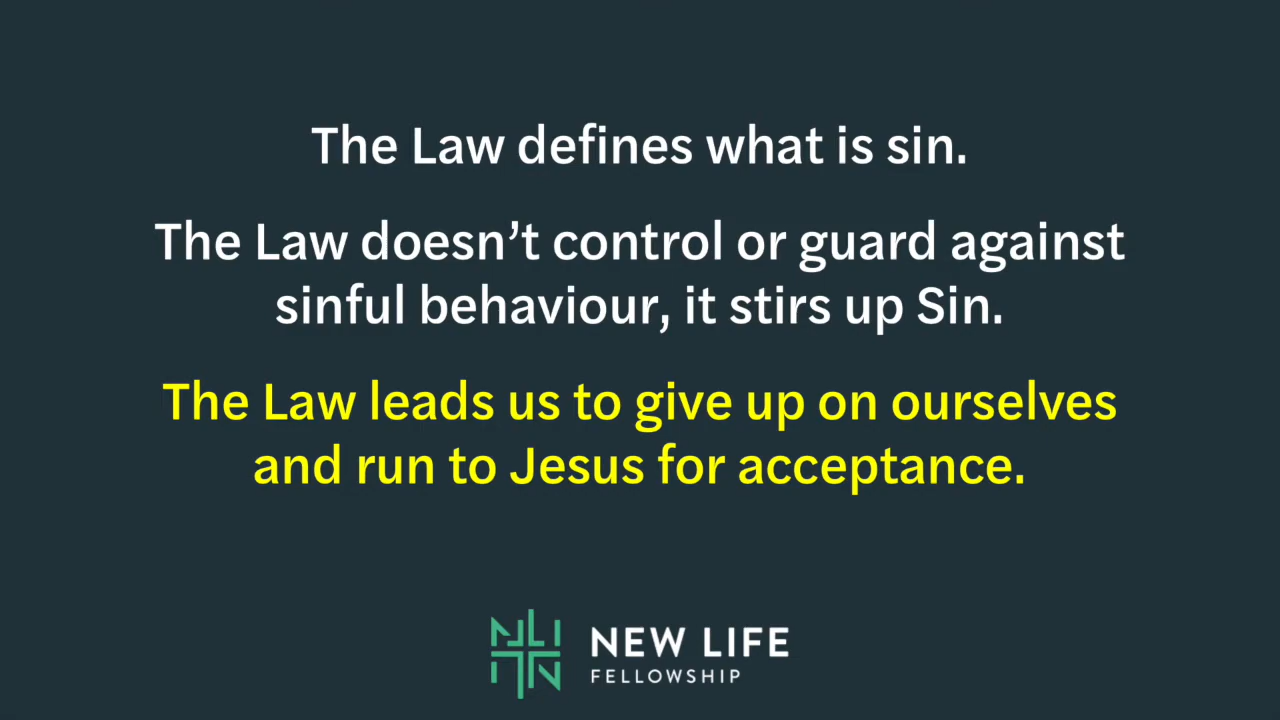 The Law defines what is sin.
The Law doesn’t control or guard against
sinful behaviour, it stirs up Sin.
The Law leads us to give up on ourselves
and run to Jesus for acceptance.
NEW LIFE
FELLOWSHIP